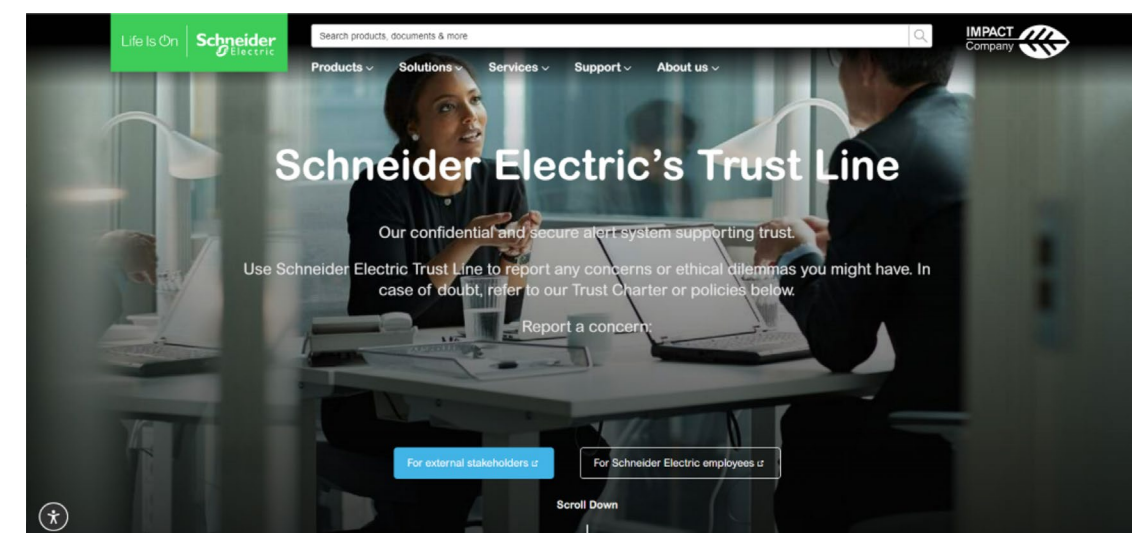 Life Is On
Schneider
Electric
Search products, documents & more
IMPACT
Company
Products
Solutions
Services
Support
About us
Schneider Electric's Trust Line
Our confidential and secure alert system supporting trust.
Use Schneider Electric Trust Line to report any concerns or ethical dilemmas you might have. In
case of doubt, refer to our Trust Charter or policies below.
Report a concern:
For external stakeholders
For Schneider Electric employees
Scroll Down